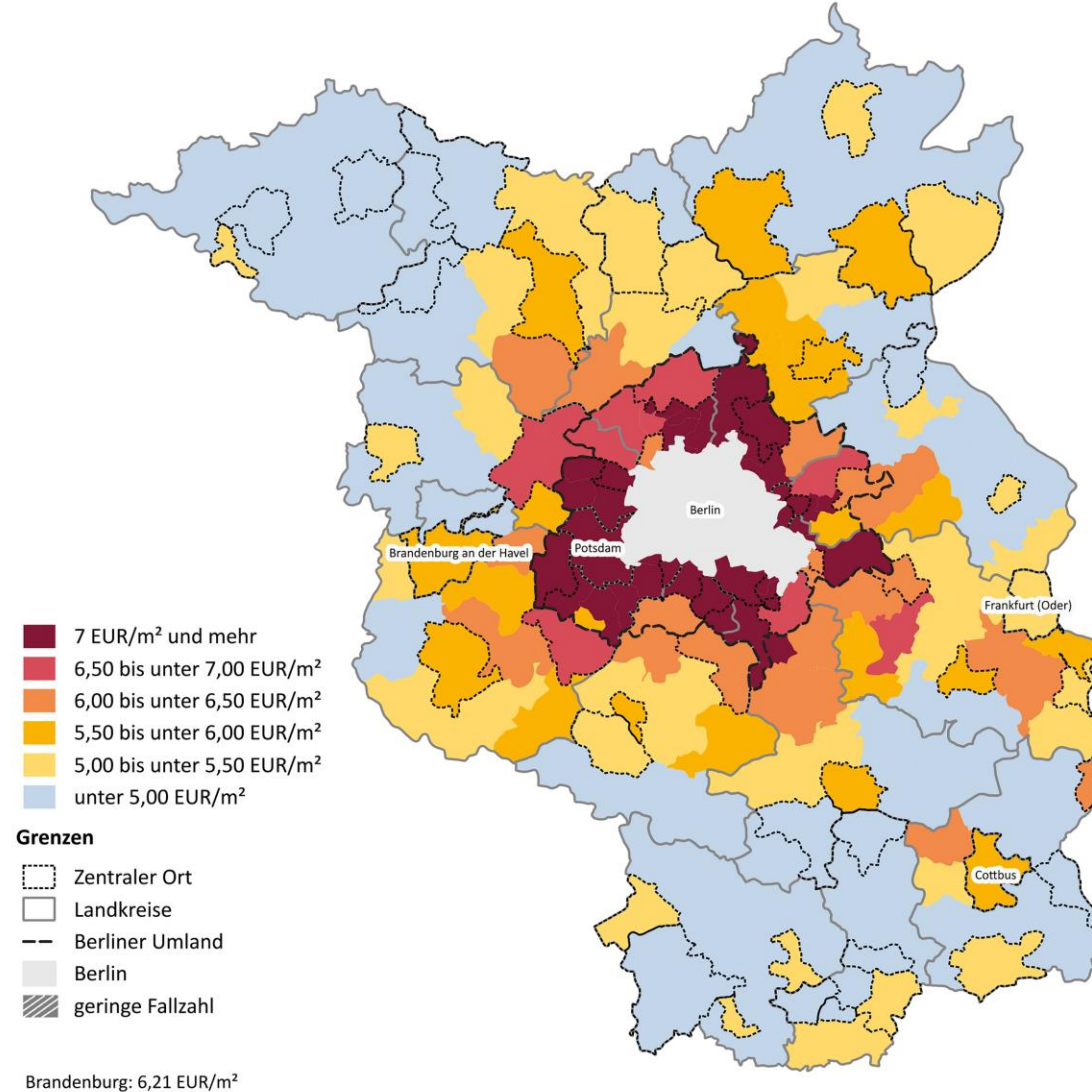 Berlin
Brandenburg an der Havel
Potsdam
Frankfurt (Oder)
Cottbus
7 EUR/m² und mehr
6,50 bis unter 7,00 EUR/m²
6,00 bis unter 6,50 EUR/m²
5,50 bis unter 6,00 EUR/m²
5,00 bis unter 5,50 EUR/m²
unter 5,00 EUR/m²
Grenzen
Zentraler Ort
Landkreise
Berliner Umland
Berlin
geringe Fallzahl
Brandenburg: 6,21 EUR/m²